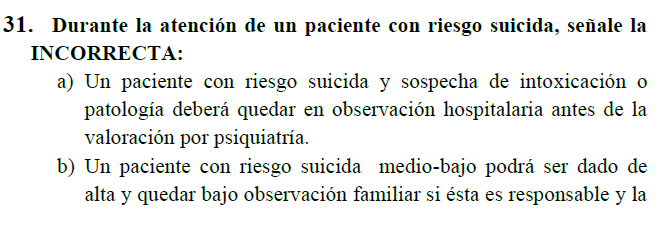 31. Durante la atención de un paciente con riesgo suicida, señale la
INCORRECTA:
a) Un paciente con riesgo suicida y sospecha de intoxicación o
patología deberá quedar en observación hospitalaria antes de la
valoración por psiquiatría.
b) Un paciente con riesgo suicida medio-bajo podrá ser dado de
alta y quedar bajo observación familiar si ésta es responsable y la